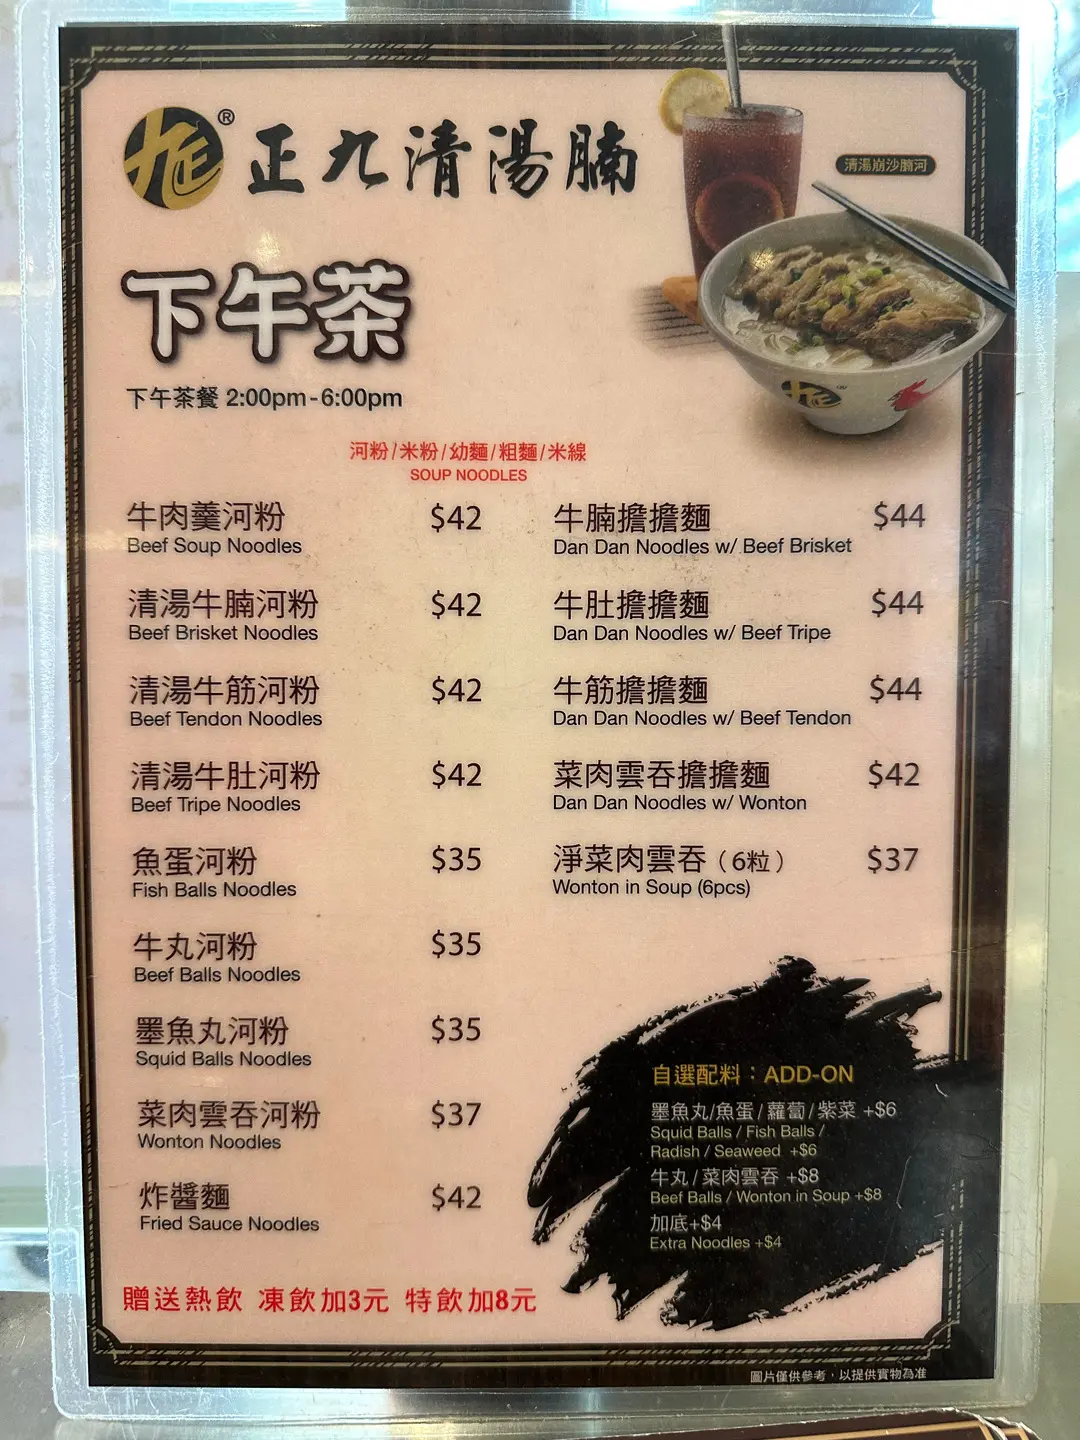 正九®
正九清湯腩
清湯崩沙腩河
下午茶
下午茶餐 2:00pm-6:00pm
河粉/米粉/幼麵/粗麵/米線
SOUP NOODLES
牛肉羹河粉 $42
Beef Soup Noodles
清湯牛腩河粉 $42
Beef Brisket Noodles
清湯牛筋河粉 $42
Beef Tendon Noodles
清湯牛肚河粉 $42
Beef Tripe Noodles
魚蛋河粉 $35
Fish Balls Noodles
牛丸河粉 $35
Beef Balls Noodles
墨魚丸河粉 $35
Squid Balls Noodles
菜肉雲吞河粉 $37
Wonton Noodles
炸醬麵 $42
Fried Sauce Noodles
牛腩擔擔麵 $44
Dan Dan Noodles w/ Beef Brisket
牛肚擔擔麵 $44
Dan Dan Noodles w/ Beef Tripe
牛筋擔擔麵 $44
Dan Dan Noodles w/ Beef Tendon
菜肉雲吞擔擔麵 $42
Dan Dan Noodles w/ Wonton
淨菜肉雲吞（6粒） $37
Wonton in Soup (6pcs)
自選配料：ADD-ON
墨魚丸/魚蛋/蘿蔔/紫菜 +$6
Squid Balls / Fish Balls /
Radish / Seaweed +$6
牛丸/菜肉雲吞 +$8
Beef Balls / Wonton in Soup +$8
加底+$4
Extra Noodles +$4
贈送熱飲 凍飲加3元 特飲加8元
圖片僅供參考，以提供實物為准